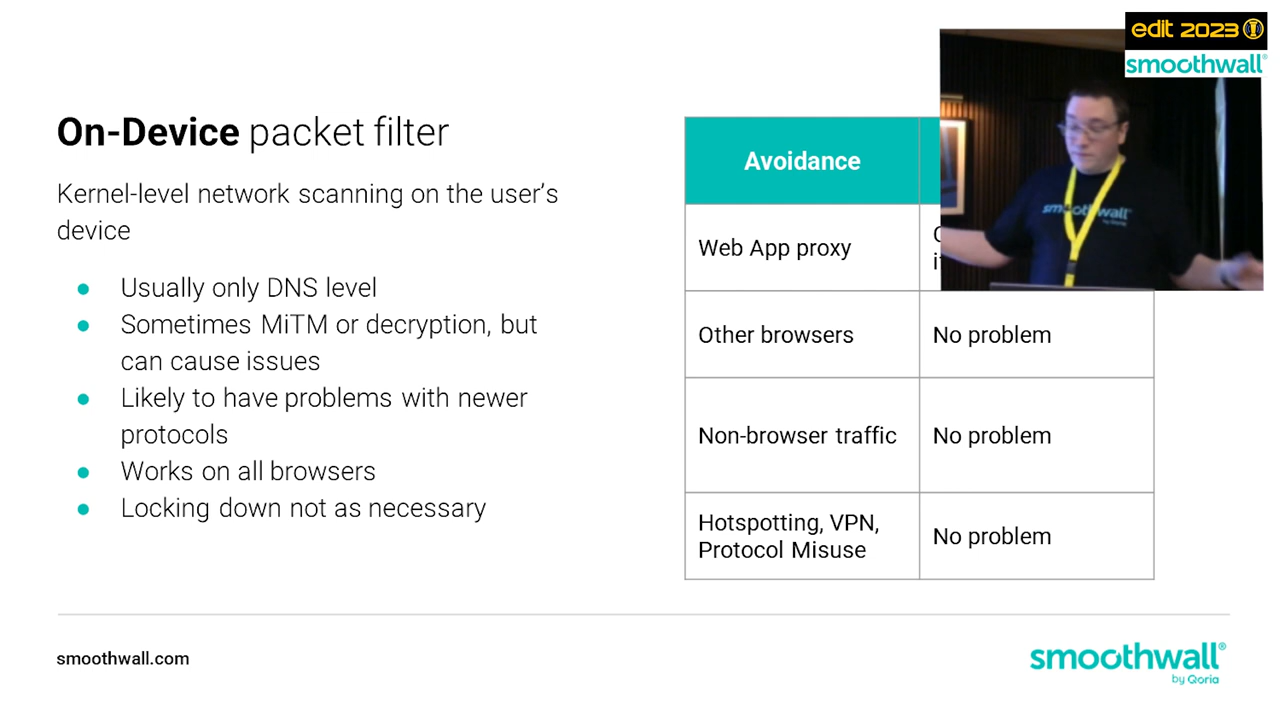 edit 2023
smoothwall®
On-Device packet filter
Kernel-level network scanning on the user’s
device
● Usually only DNS level
● Sometimes MiTM or decryption, but
can cause issues
● Likely to have problems with newer
protocols
● Works on all browsers
● Locking down not as necessary
Avoidance
Web App proxy
Other browsers
No problem
Non-browser traffic
No problem
Hotspotting, VPN,
Protocol Misuse
No problem
smoothwall
by Qoria
smoothwall.com
smoothwall®
by Qoria